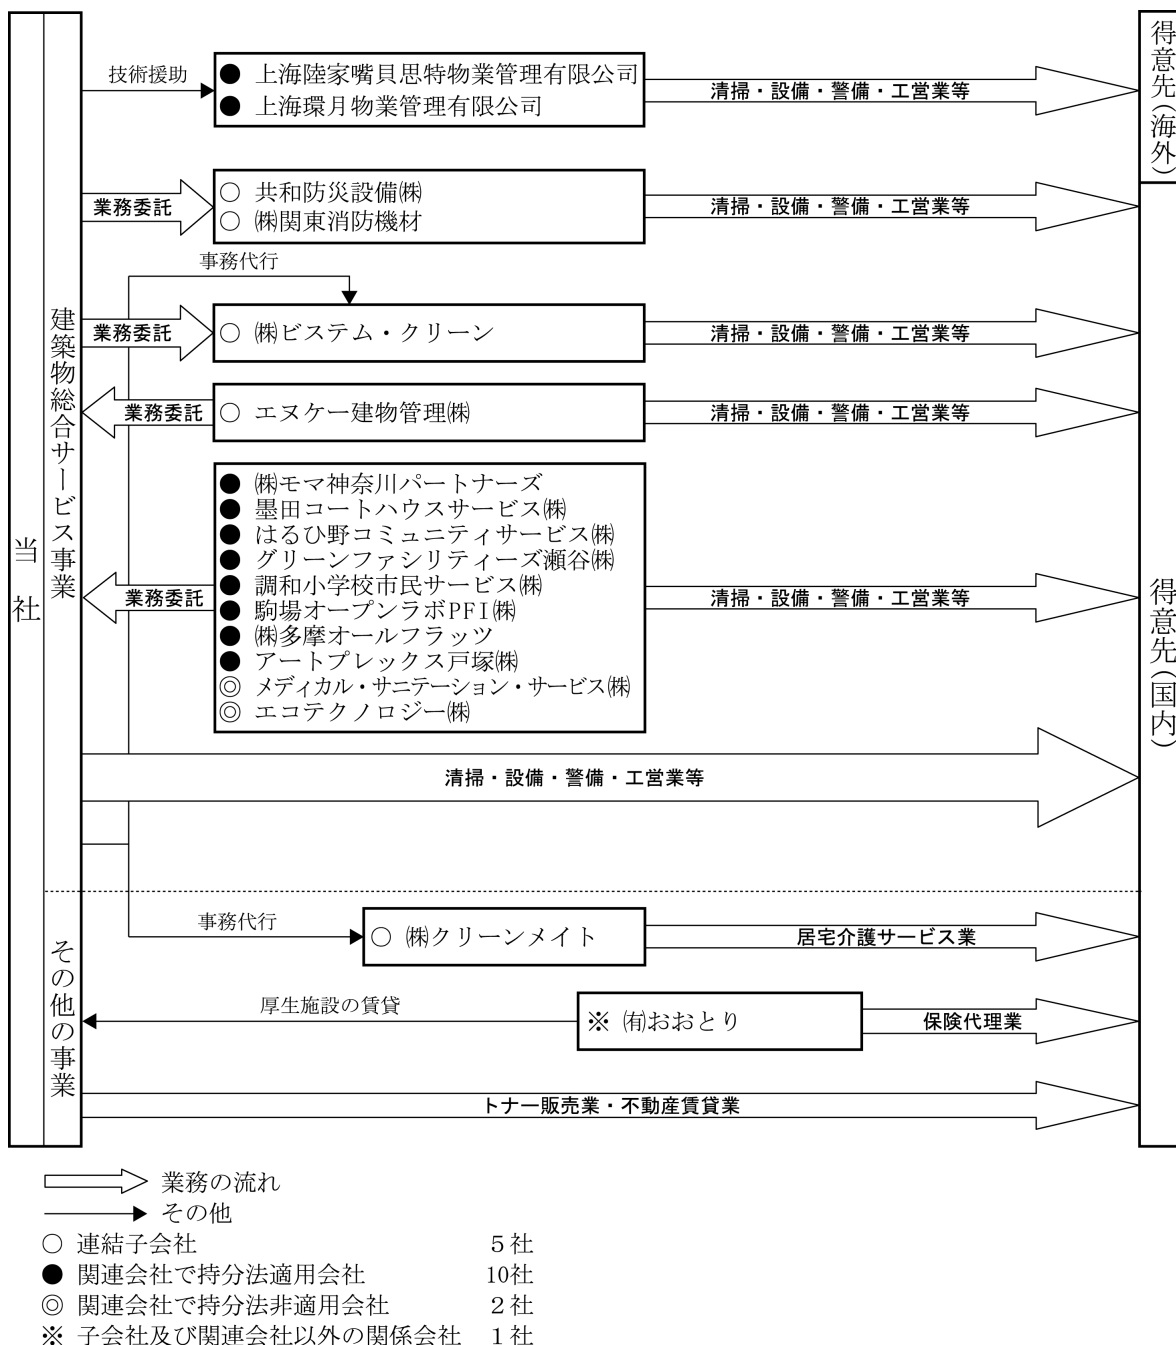 当社
建築物総合サービス事業
その他の事業
得意先(海外)
得意先(国内)
技術援助
● 上海陸家嘴貝思特物業管理有限公司
● 上海環月物業管理有限公司
清掃・設備・警備・工営業等
業務委託
○ 共和防災設備㈱
○ ㈱関東消防機材
清掃・設備・警備・工営業等
事務代行
業務委託
○ ㈱ビステム・クリーン
清掃・設備・警備・工営業等
業務委託
○ エヌケー建物管理㈱
清掃・設備・警備・工営業等
● ㈱モマ神奈川パートナーズ
● 墨田コートハウスサービス㈱
● はるひ野コミュニティサービス㈱
● グリーンファシリティーズ瀬谷㈱
● 調和小学校市民サービス㈱
● 駒場オープンラボPFI㈱
● ㈱多摩オールフラッツ
● アートプレックス戸塚㈱
◎ メディカル・サニテーション・サービス㈱
◎ エコテクノロジー㈱
業務委託
清掃・設備・警備・工営業等
清掃・設備・警備・工営業等
事務代行
○ ㈱クリーンメイト
居宅介護サービス業
厚生施設の賃貸
※ ㈲おおとり
保険代理業
トナー販売業・不動産賃貸業
業務の流れ
その他
○ 連結子会社 5社
● 関連会社で持分法適用会社 10社
◎ 関連会社で持分法非適用会社 2社
※ 子会社及び関連会社以外の関係会社 1社